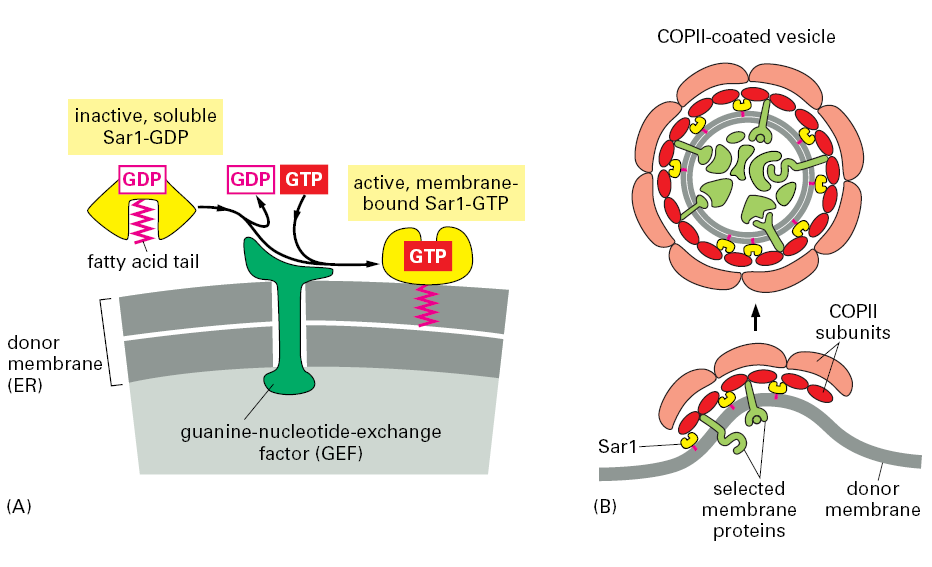 COPII-coated vesicle
inactive, soluble
Sar1-GDP
GDP
GDP
GTP
active, membrane-
bound Sar1-GTP
GTP
fatty acid tail
donor
membrane
(ER)
guanine-nucleotide-exchange
factor (GEF)
(A)
COPII
subunits
Sar1
selected
membrane
proteins
donor
membrane
(B)